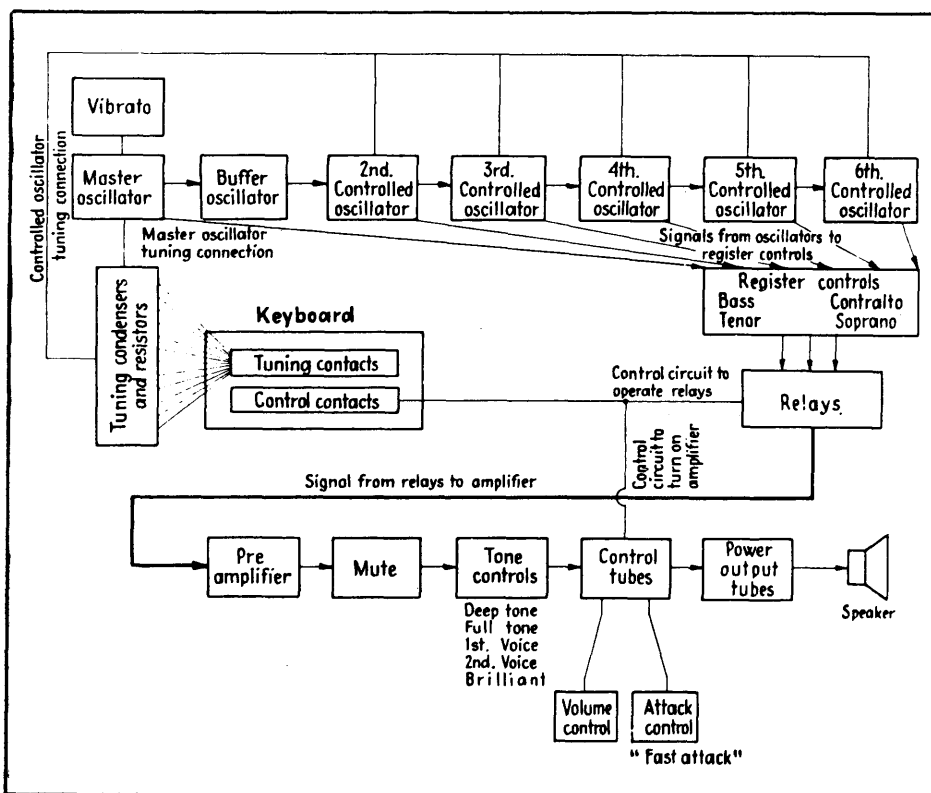 Controlled oscillator
tuning connection
Vibrato
Master
oscillator
Buffer
oscillator
2nd.
Controlled
oscillator
3rd.
Controlled
oscillator
4th.
Controlled
oscillator
5th.
Controlled
oscillator
6th.
Controlled
oscillator
Master oscillator
tuning connection
Signals from oscillators to
register controls
Register controls
Bass Contralto
Tenor Soprano
Tuning condensers
and resistors
Keyboard
Tuning contacts
Control contacts
Control circuit to
operate relays
Relays
Control
circuit to
turn on
amplifier
Signal from relays to amplifier
Pre
amplifier
Mute
Tone
controls
Control
tubes
Power
output
tubes
Speaker
Deep tone
Full tone
1st. Voice
2nd. Voice
Brilliant
Volume
control
Attack
control
"Fast attack"